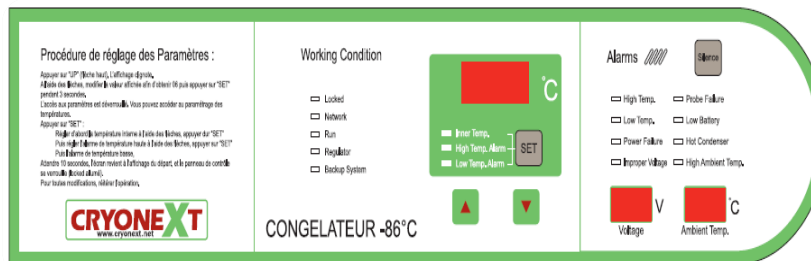 Procédure de réglage des Paramètres :
Appuyer sur "UP" (flèche haut), L'affichage clignote,
A l'aide des flèches, modifier la valeur affichée afin d'obtenir 06 puis appuyer sur "SET"
pendant 3 secondes,
L'accès aux paramètres est déverrouillé. Vous pouvez accéder au paramétrage des
températures.
Appuyer sur "SET" :
Régler d'abord la température interne à l'aide des flèches, appuyer dur "SET"
Puis régler l'alarme de température haute à l'aide des flèches, appuyer sur "SET"
Puis l'alarme de température basse,
Attendre 10 secondes, l'écran revient à l'affichage du départ, et le panneau de contrôle
se verrouille (locked allumé).
Pour toutes modifications, réitérer l'opération,
CRYONEXT
www.cryonext.net
Working Condition
Locked
Network
Run
Regulator
Backup System
CONGELATEUR -86°C
°C
Inner Temp.
High Temp. Alarm
Low Temp. Alarm
SET
Alarms
Silence
High Temp.
Probe Failure
Low Temp.
Low Battery
Power Failure
Hot Condenser
Improper Voltage
High Ambient Temp.
V
°C
Voltage
Ambient Temp.